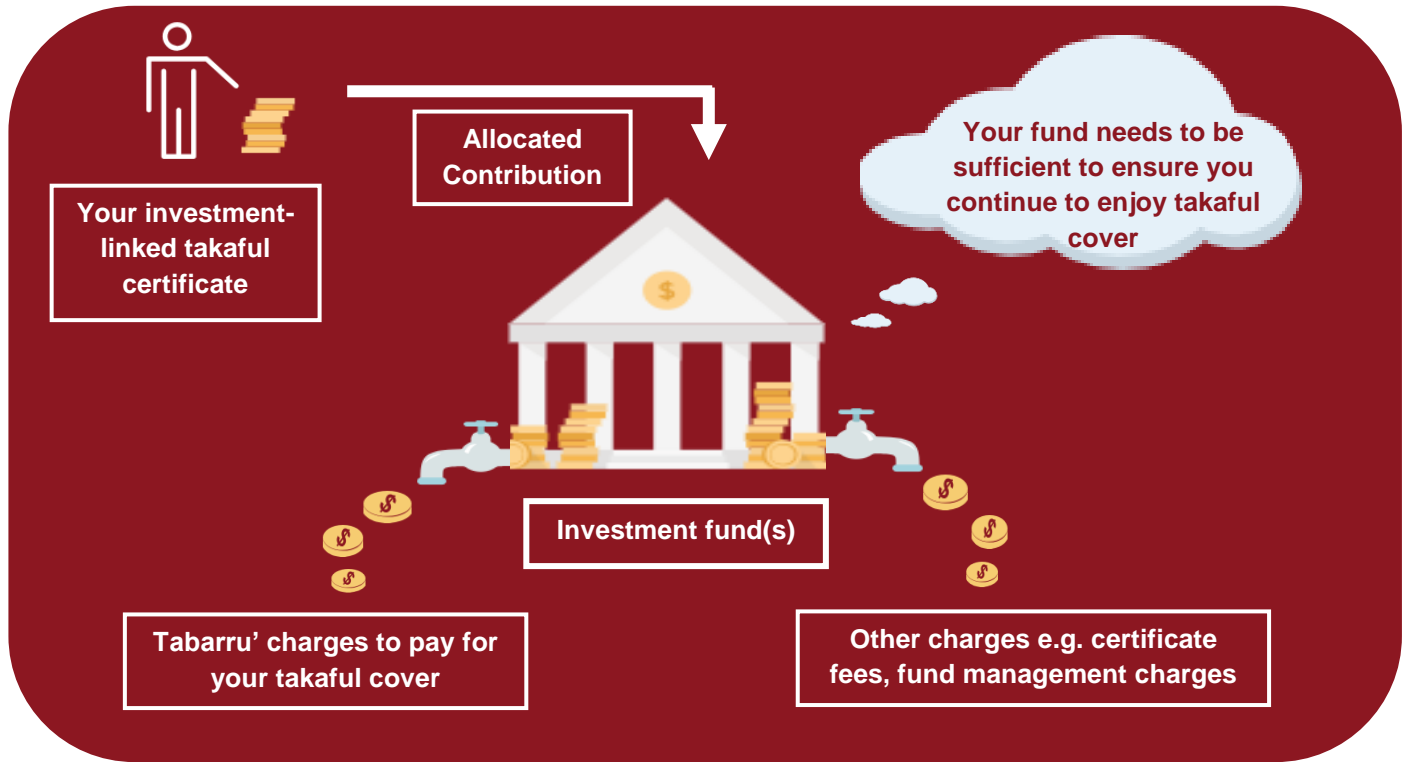 Your investment-
linked takaful
certificate
Allocated
Contribution
Your fund needs to be
sufficient to ensure you
continue to enjoy takaful
cover
$
Investment fund(s)
$
$
$
$
$
$
Tabarru’ charges to pay for
your takaful cover
Other charges e.g. certificate
fees, fund management charges